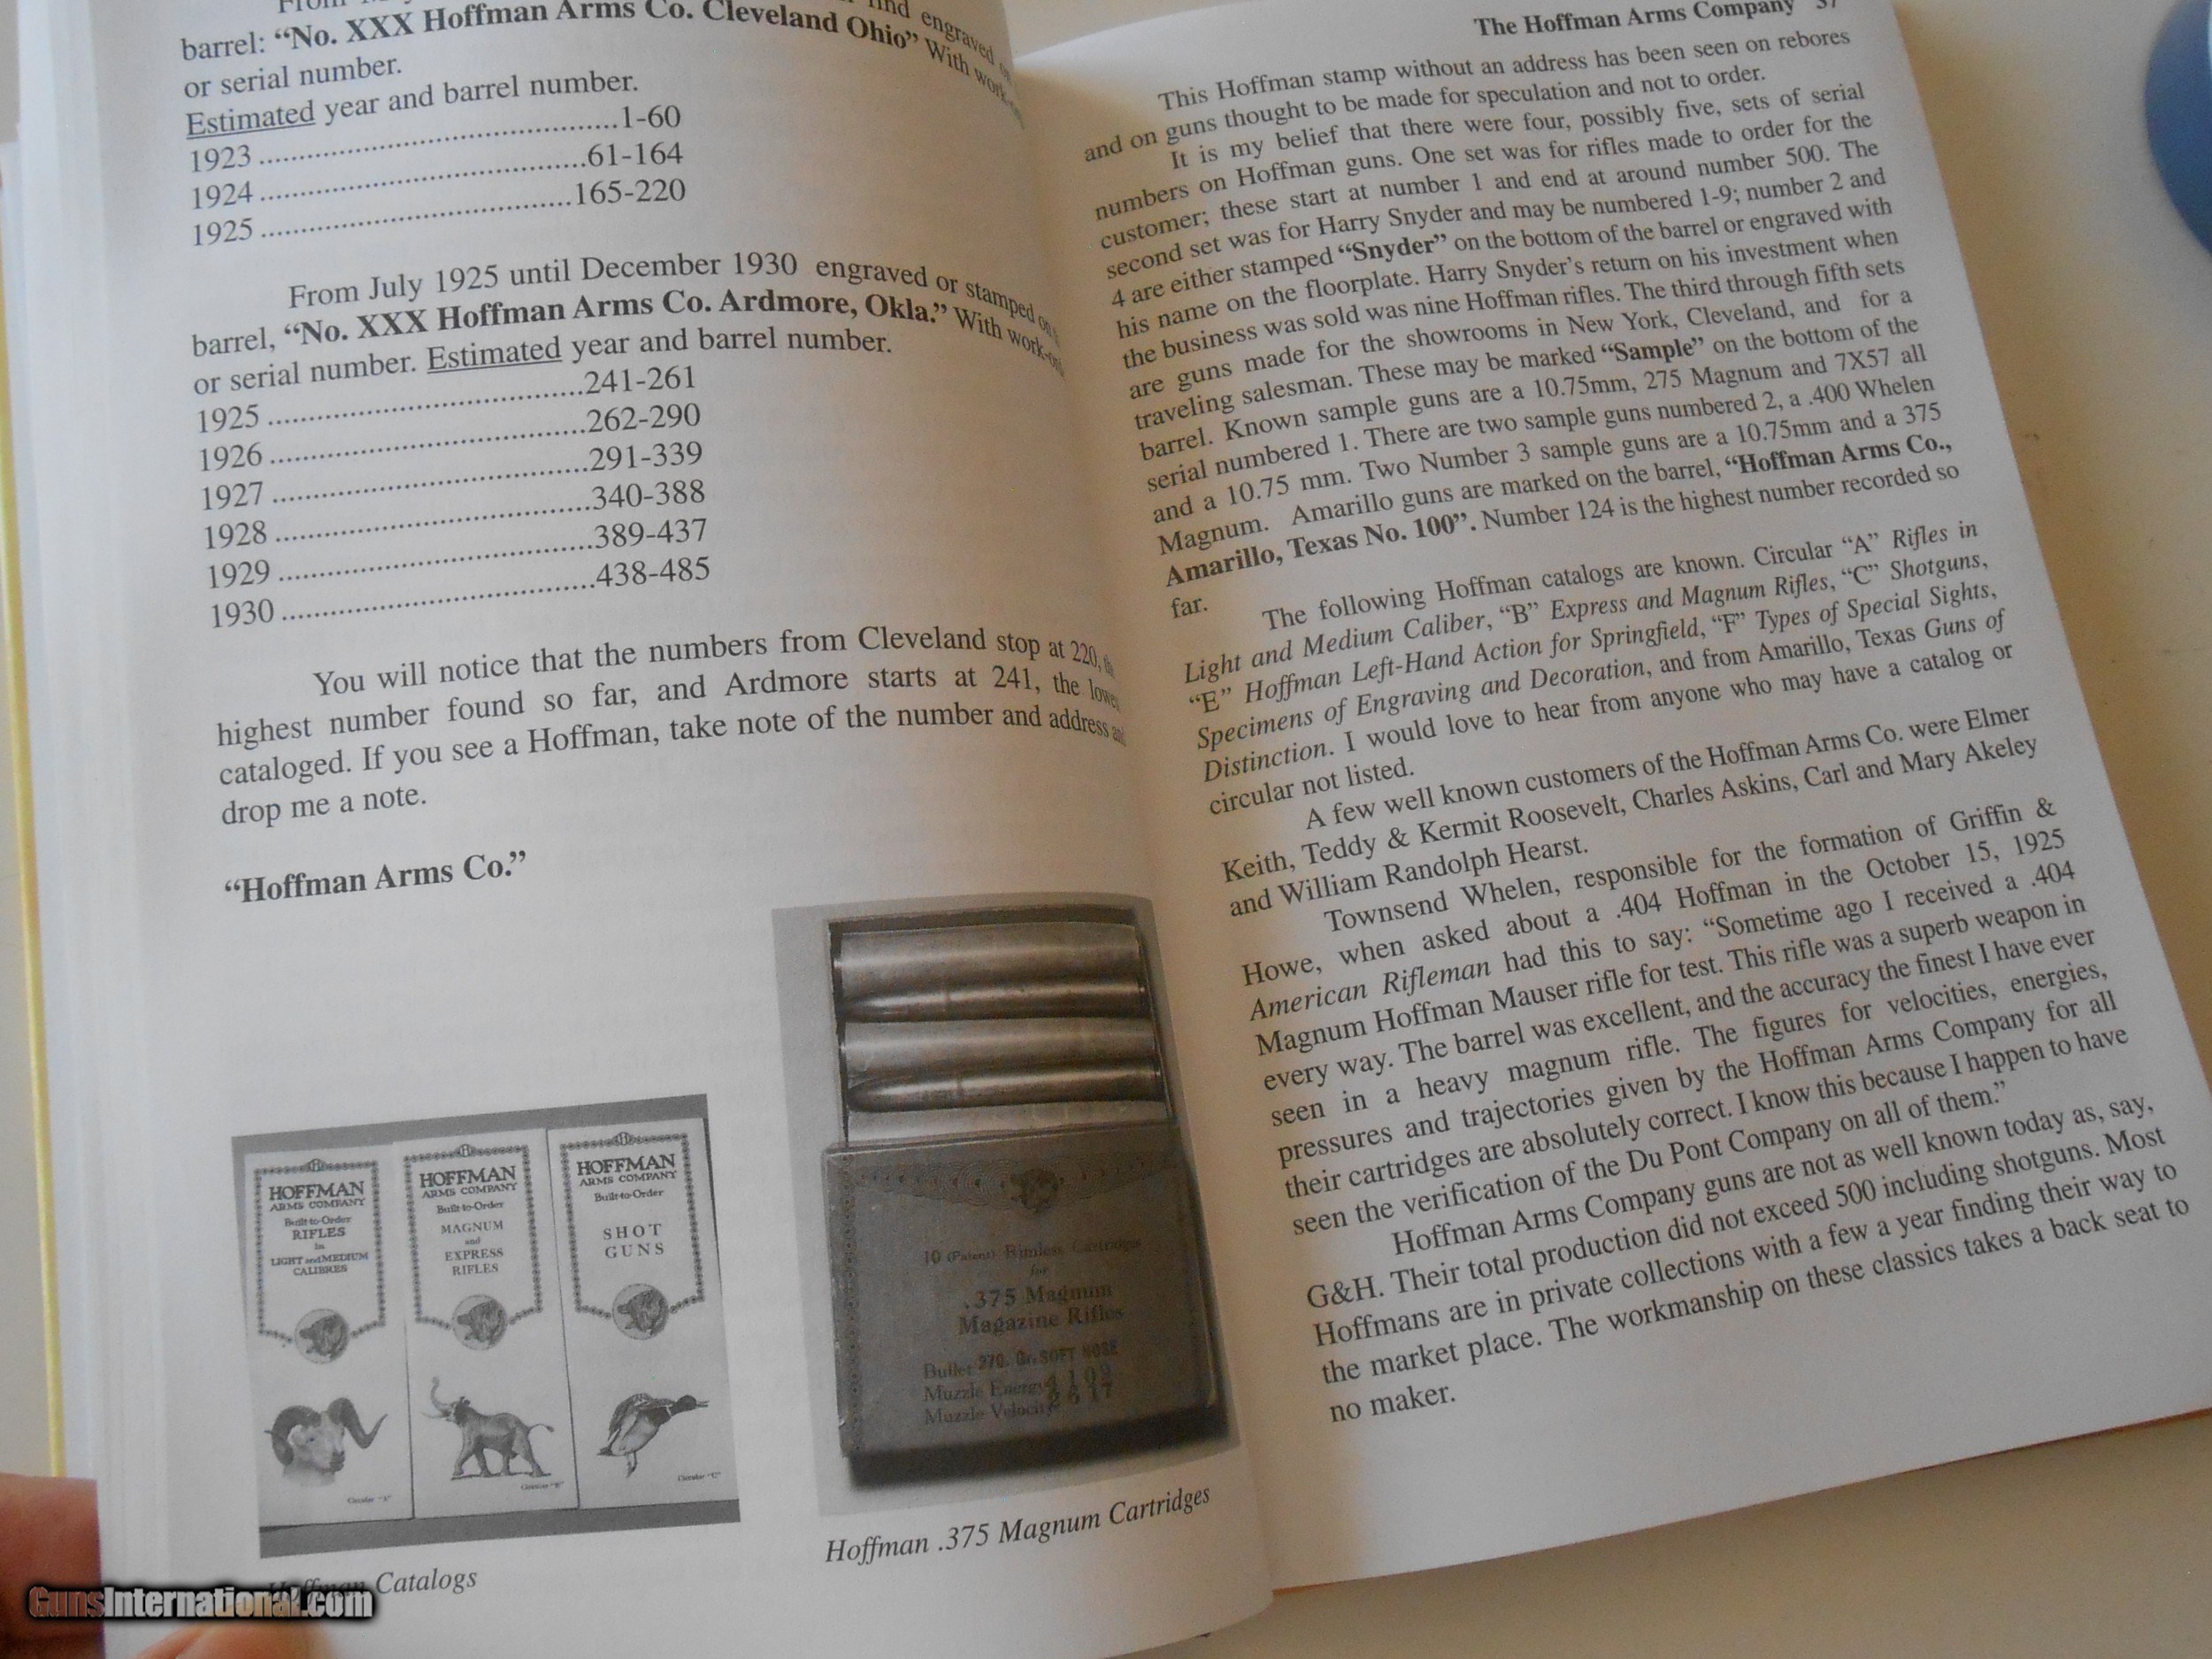 find engraved
barrel: “No. XXX Hoffman Arms Co. Cleveland Ohio” With work-
or serial number.
Estimated year and barrel number.
1923 ..........................................1-60
1924 ......................................61-164
1925 ....................................165-220
From July 1925 until December 1930 engraved or stamped on
barrel, “No. XXX Hoffman Arms Co. Ardmore, Okla.” With work-
or serial number. Estimated year and barrel number.
1925 ....................................241-261
1926 ....................................262-290
1927 ....................................291-339
1928 ....................................340-388
1929 ....................................389-437
1930 ....................................438-485
You will notice that the numbers from Cleveland stop at 220,
highest number found so far, and Ardmore starts at 241, the
cataloged. If you see a Hoffman, take note of the number and address
drop me a note.
“Hoffman Arms Co.”
HOFFMAN
ARMS COMPANY
Built-to-Order
RIFLES
in
LIGHT and MEDIUM
CALIBRES
Circular "A"
HOFFMAN
ARMS COMPANY
Built-to-Order
MAGNUM
and
EXPRESS
RIFLES
Circular "B"
HOFFMAN
ARMS COMPANY
Built-to-Order
SHOT
GUNS
Circular "C"
Hoffman Catalogs
10 (Patent) Rimless Cartridges
for
.375 Magnum
Magazine Rifles
Bullet 270. Gr. SOFT NOSE
Muzzle Energy 4109
Muzzle Velocity 2617
Hoffman .375 Magnum Cartridges
GunsInternational.com
The Hoffman Arms Company 37
This Hoffman stamp without an address has been seen on rebores
and on guns thought to be made for speculation and not to order.
It is my belief that there were four, possibly five, sets of serial
numbers on Hoffman guns. One set was for rifles made to order for the
customer; these start at number 1 and end at around number 500. The
second set was for Harry Snyder and may be numbered 1-9; number 2 and
4 are either stamped “Snyder” on the bottom of the barrel or engraved with
his name on the floorplate. Harry Snyder’s return on his investment when
the business was sold was nine Hoffman rifles. The third through fifth sets
are guns made for the showrooms in New York, Cleveland, and for a
traveling salesman. These may be marked “Sample” on the bottom of the
barrel. Known sample guns are a 10.75mm, 275 Magnum and 7X57 all
serial numbered 1. There are two sample guns numbered 2, a .400 Whelen
and a 10.75 mm. Two Number 3 sample guns are a 10.75mm and a 375
Magnum. Amarillo guns are marked on the barrel, “Hoffman Arms Co.,
Amarillo, Texas No. 100”. Number 124 is the highest number recorded so
far.
The following Hoffman catalogs are known. Circular “A” Rifles in
Light and Medium Caliber, “B” Express and Magnum Rifles, “C” Shotguns,
“E” Hoffman Left-Hand Action for Springfield, “F” Types of Special Sights,
Specimens of Engraving and Decoration, and from Amarillo, Texas Guns of
Distinction. I would love to hear from anyone who may have a catalog or
circular not listed.
A few well known customers of the Hoffman Arms Co. were Elmer
Keith, Teddy & Kermit Roosevelt, Charles Askins, Carl and Mary Akeley
and William Randolph Hearst.
Townsend Whelen, responsible for the formation of Griffin &
Howe, when asked about a .404 Hoffman in the October 15, 1925
American Rifleman had this to say: “Sometime ago I received a .404
Magnum Hoffman Mauser rifle for test. This rifle was a superb weapon in
every way. The barrel was excellent, and the accuracy the finest I have ever
seen in a heavy magnum rifle. The figures for velocities, energies,
pressures and trajectories given by the Hoffman Arms Company for all
their cartridges are absolutely correct. I know this because I happen to have
seen the verification of the Du Pont Company on all of them.”
Hoffman Arms Company guns are not as well known today as, say,
G&H. Their total production did not exceed 500 including shotguns. Most
Hoffmans are in private collections with a few a year finding their way to
the market place. The workmanship on these classics takes a back seat to
no maker.